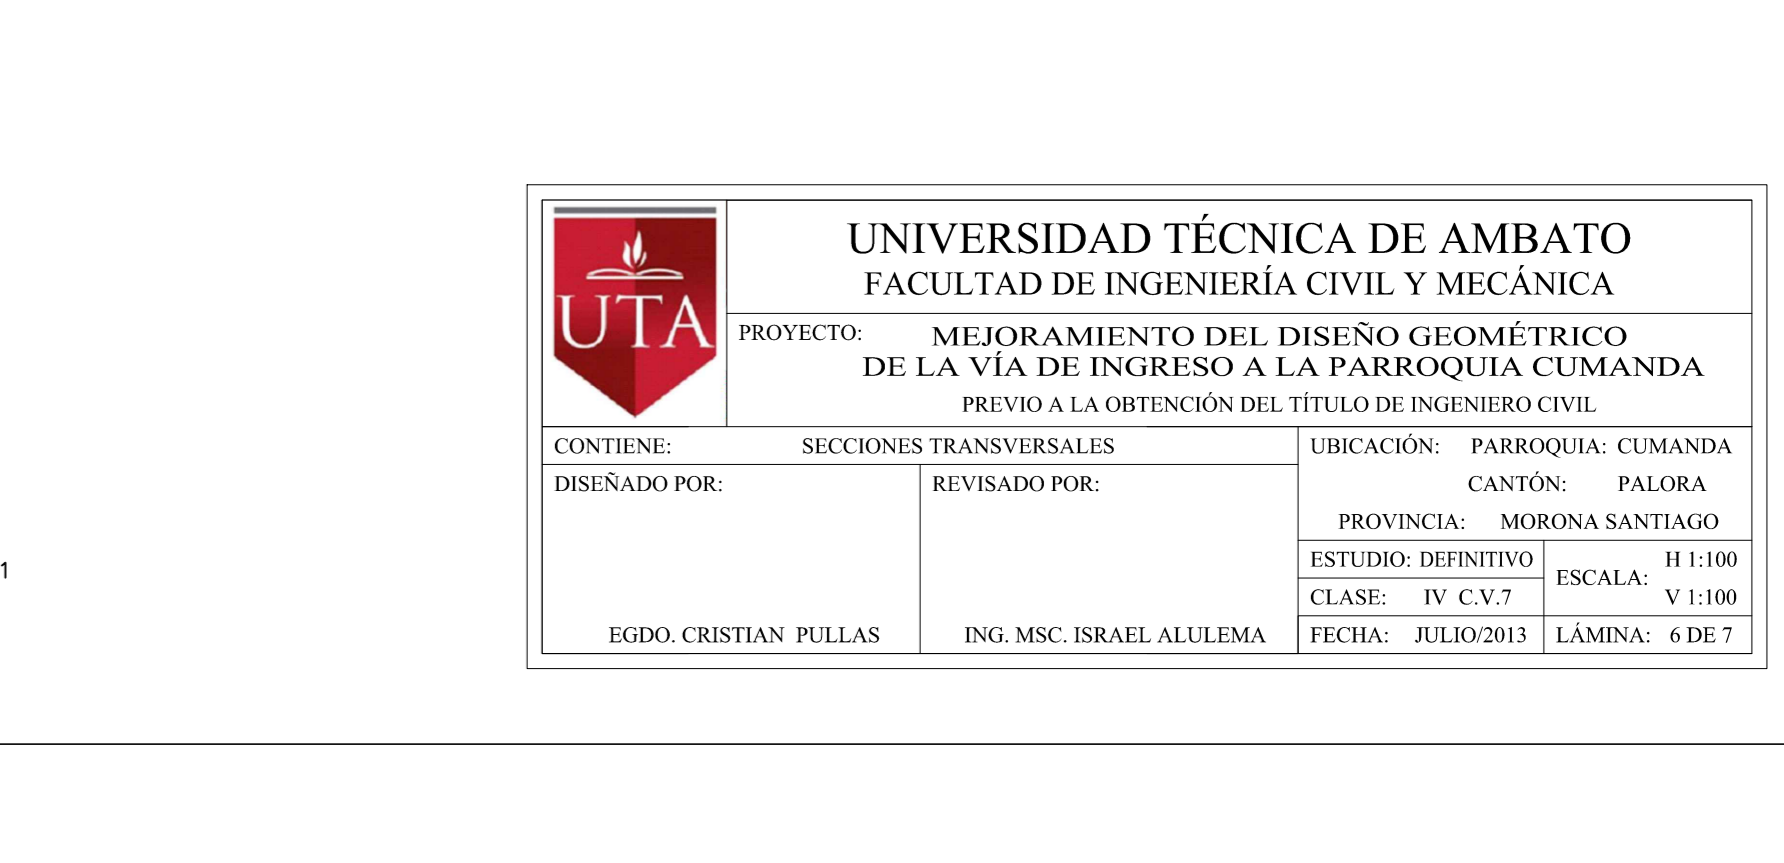 UTA
UNIVERSIDAD TÉCNICA DE AMBATO
FACULTAD DE INGENIERÍA CIVIL Y MECÁNICA
PROYECTO: MEJORAMIENTO DEL DISEÑO GEOMÉTRICO
DE LA VÍA DE INGRESO A LA PARROQUIA CUMANDA
PREVIO A LA OBTENCIÓN DEL TÍTULO DE INGENIERO CIVIL
CONTIENE: SECCIONES TRANSVERSALES
DISEÑADO POR:
EGDO. CRISTIAN PULLAS
REVISADO POR:
ING. MSC. ISRAEL ALULEMA
UBICACIÓN: PARROQUIA: CUMANDA
CANTÓN: PALORA
PROVINCIA: MORONA SANTIAGO
ESTUDIO: DEFINITIVO
CLASE: IV C.V.7
ESCALA: H 1:100
V 1:100
FECHA: JULIO/2013
LÁMINA: 6 DE 7
1